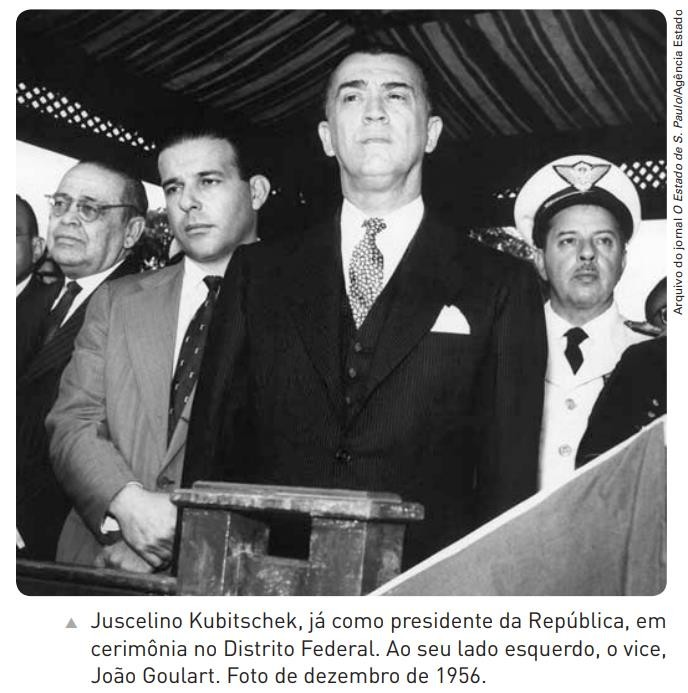 Arquivo do jornal O Estado de S. Paulo/Agência Estado
Juscelino Kubitschek, já como presidente da República, em
cerimônia no Distrito Federal. Ao seu lado esquerdo, o vice,
João Goulart. Foto de dezembro de 1956.